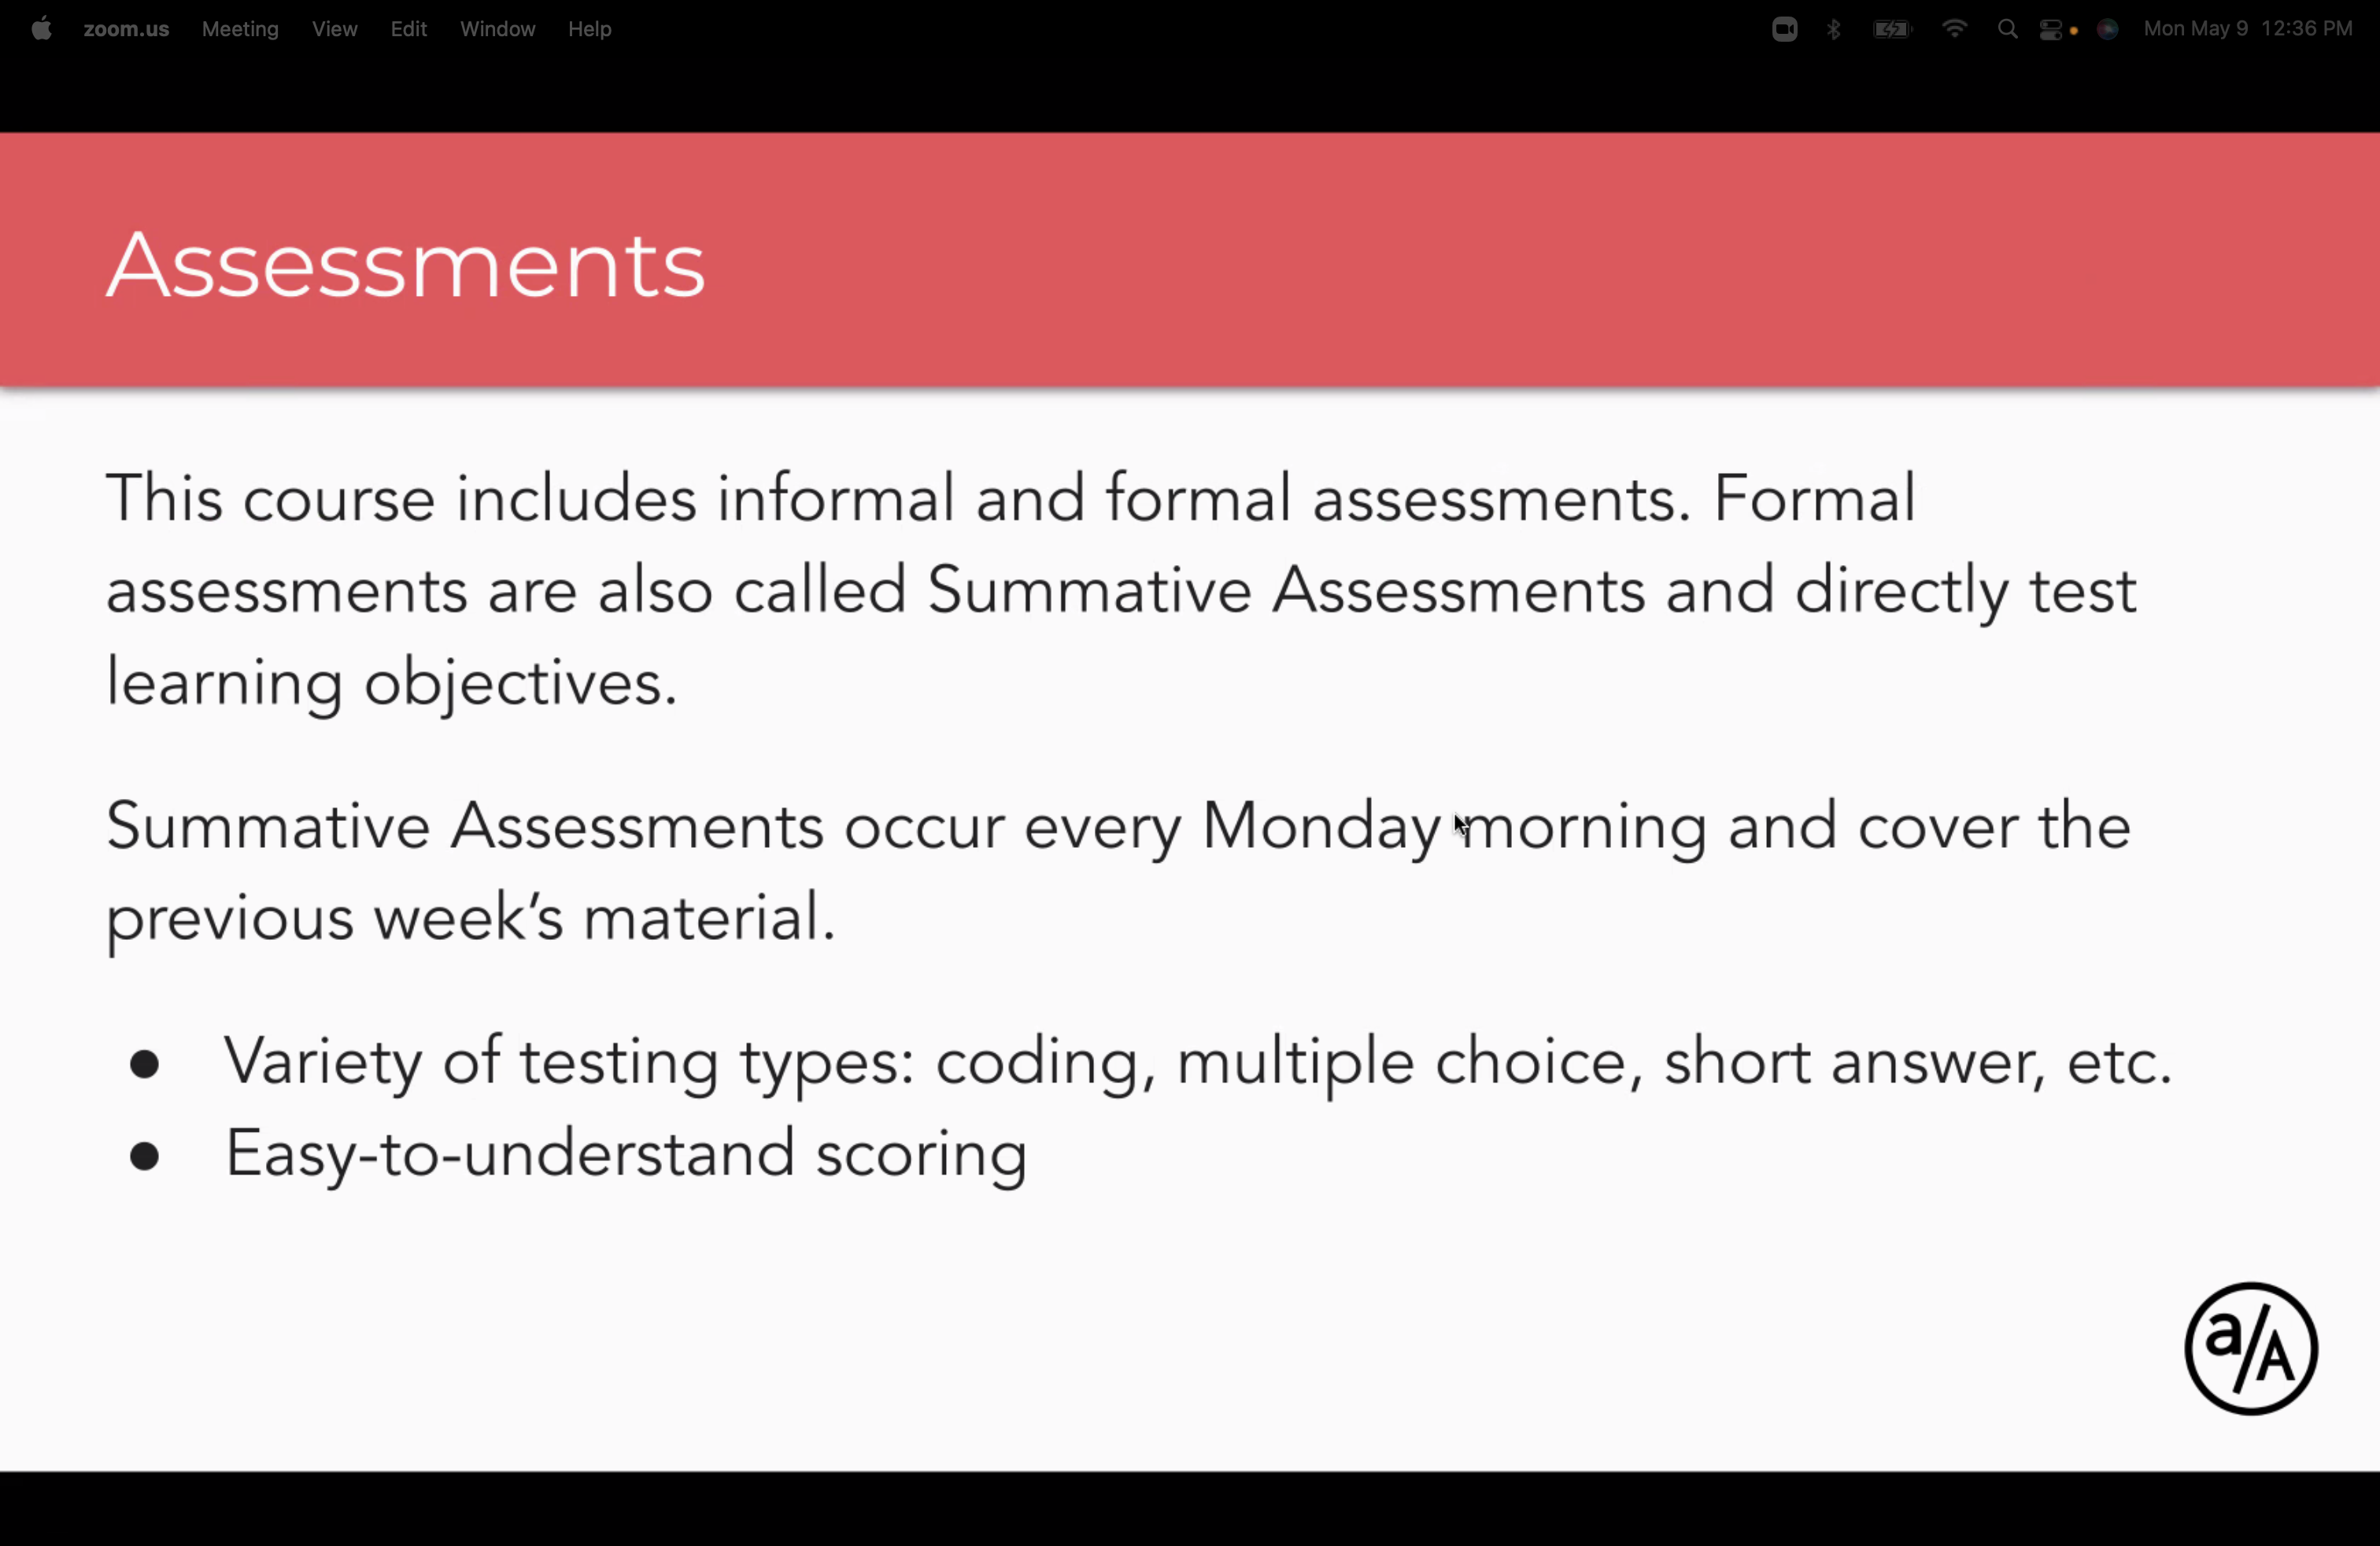 zoom.us Meeting View Edit Window Help Mon May 9 12:36 PM
Assessments
This course includes informal and formal assessments. Formal
assessments are also called Summative Assessments and directly test
learning objectives.
Summative Assessments occur every Monday morning and cover the
previous week’s material.
● Variety of testing types: coding, multiple choice, short answer, etc.
● Easy-to-understand scoring
a/A